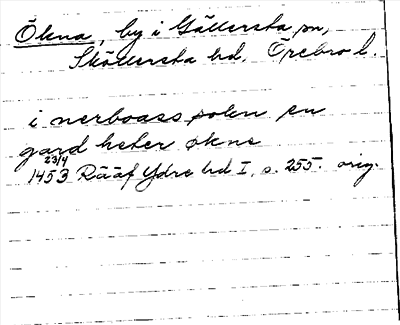 Ökna, by i Gällersta sn,
Sköllersta hd, Örebro l.
i nerboass solen en
gard heter økne
23/4
1453 Rääf Ydre hd I, s. 255. orig.